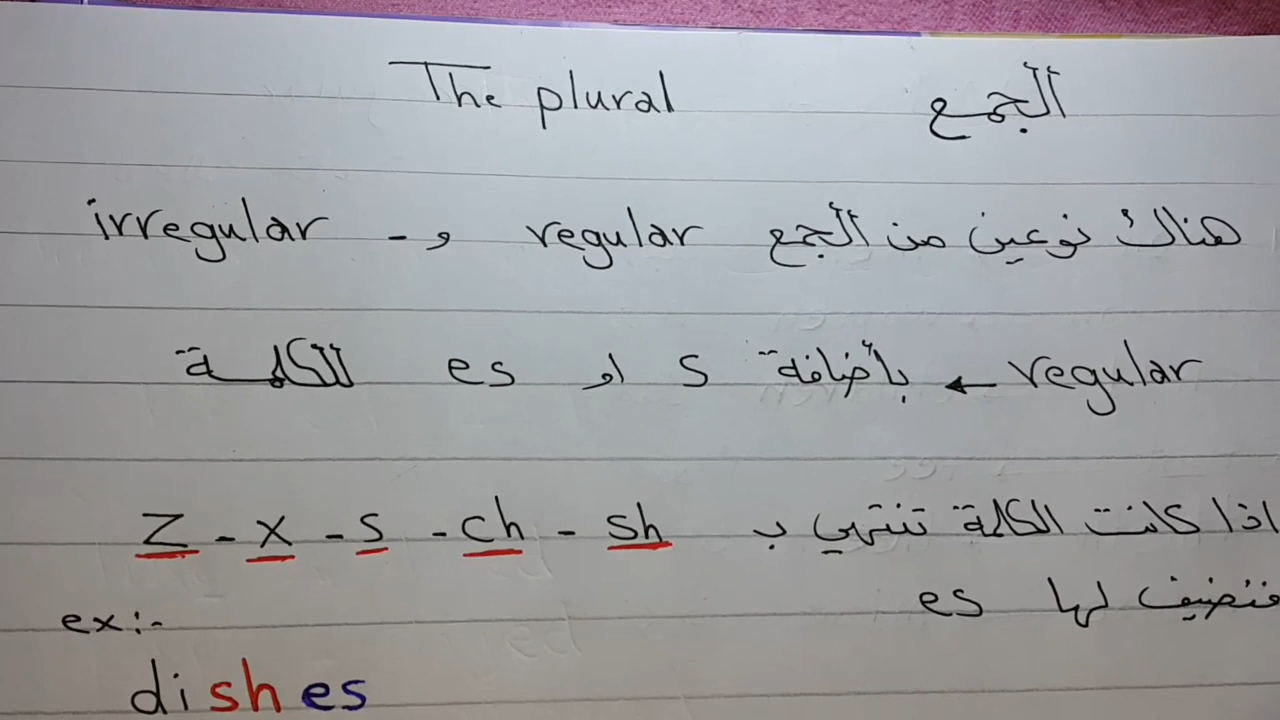 The plural الجمع
هناك نوعين من الجمع regular و - irregular
regular ← بأضافة s او es للكلمة
اذا كانت الكلمة تنتهي ب sh - ch - s - x - z
فنضيف لها es
ex:-
dishes